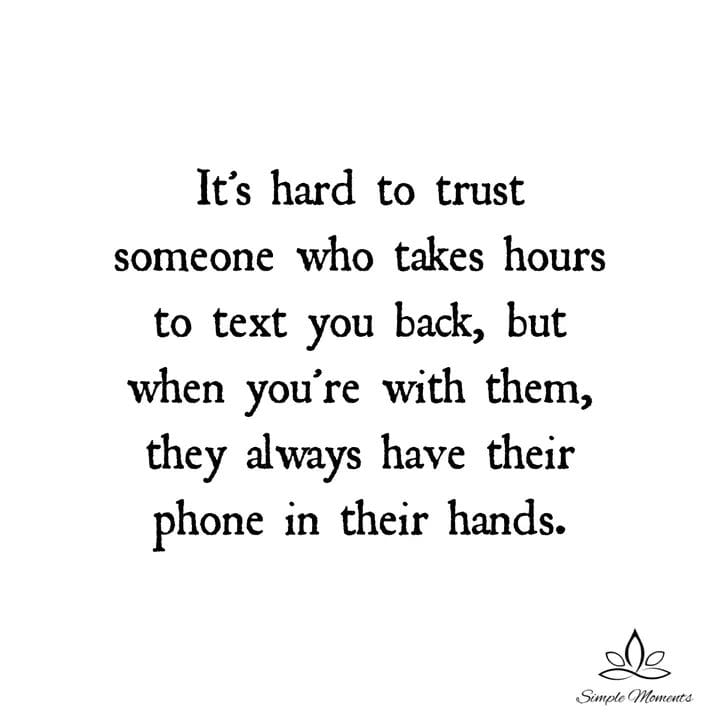 It's hard to trust
someone who takes hours
to text you back, but
when you're with them,
they always have their
phone in their hands.
Simple Moments